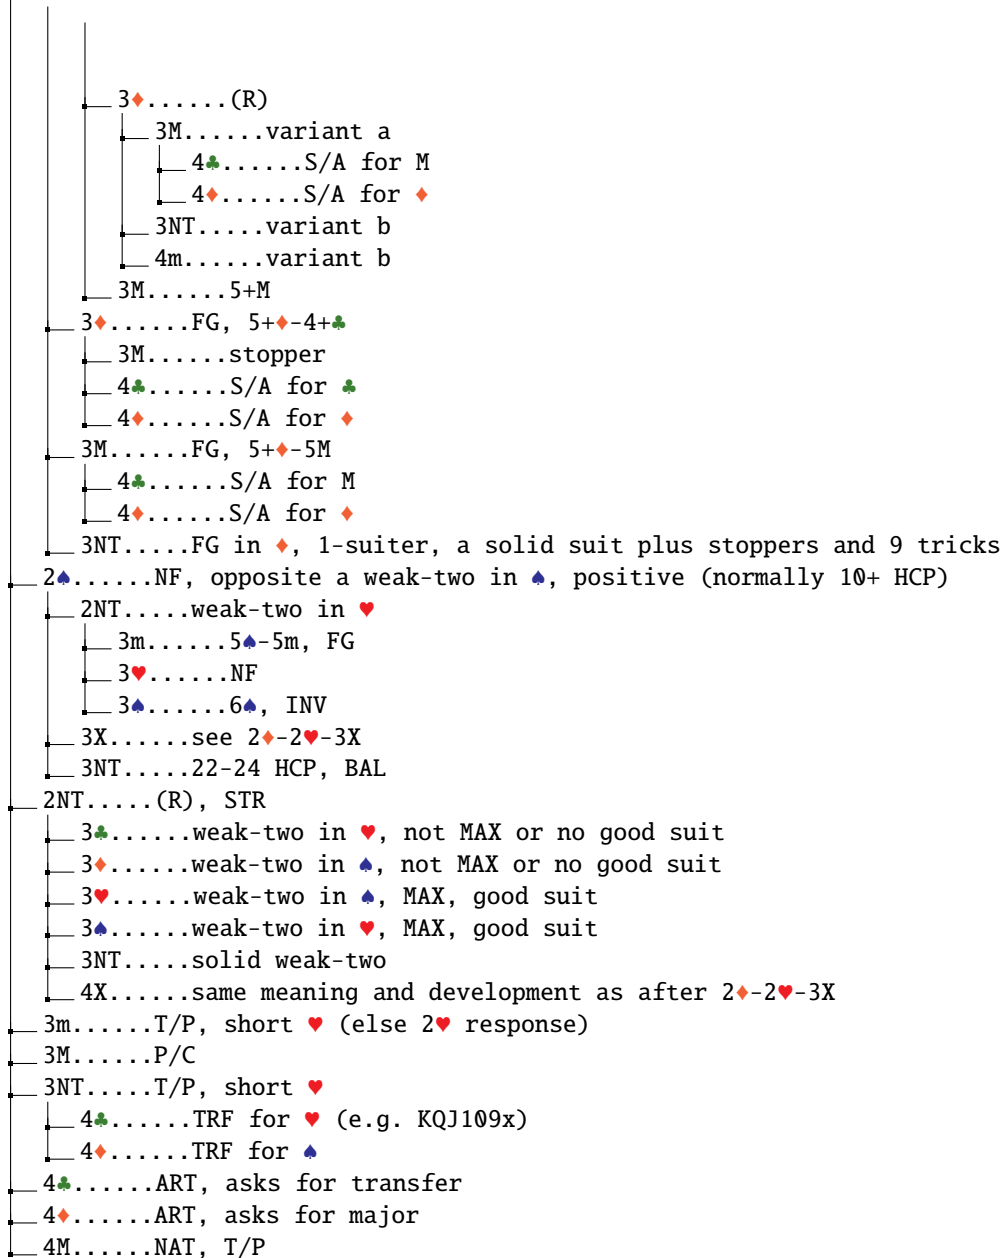 3♦......(R)
3M......variant a
4♣......S/A for M
4♦......S/A for ♦
3NT.....variant b
4m......variant b
3M......5+M
3♦......FG, 5+♦-4+♣
3M......stopper
4♣......S/A for ♣
4♦......S/A for ♦
3M......FG, 5+♦-5M
4♣......S/A for M
4♦......S/A for ♦
3NT.....FG in ♦, 1-suiter, a solid suit plus stoppers and 9 tricks
2♠......NF, opposite a weak-two in ♠, positive (normally 10+ HCP)
2NT.....weak-two in ♥
3m......5♠-5m, FG
3♥......NF
3♠......6♠, INV
3X......see 2♦-2♥-3X
3NT.....22-24 HCP, BAL
2NT.....(R), STR
3♣......weak-two in ♥, not MAX or no good suit
3♦......weak-two in ♠, not MAX or no good suit
3♥......weak-two in ♠, MAX, good suit
3♠......weak-two in ♥, MAX, good suit
3NT.....solid weak-two
4X......same meaning and development as after 2♦-2♥-3X
3m......T/P, short ♥ (else 2♥ response)
3M......P/C
3NT.....T/P, short ♥
4♣......TRF for ♥ (e.g. KQJ109x)
4♦......TRF for ♠
4♣......ART, asks for transfer
4♦......ART, asks for major
4M......NAT, T/P